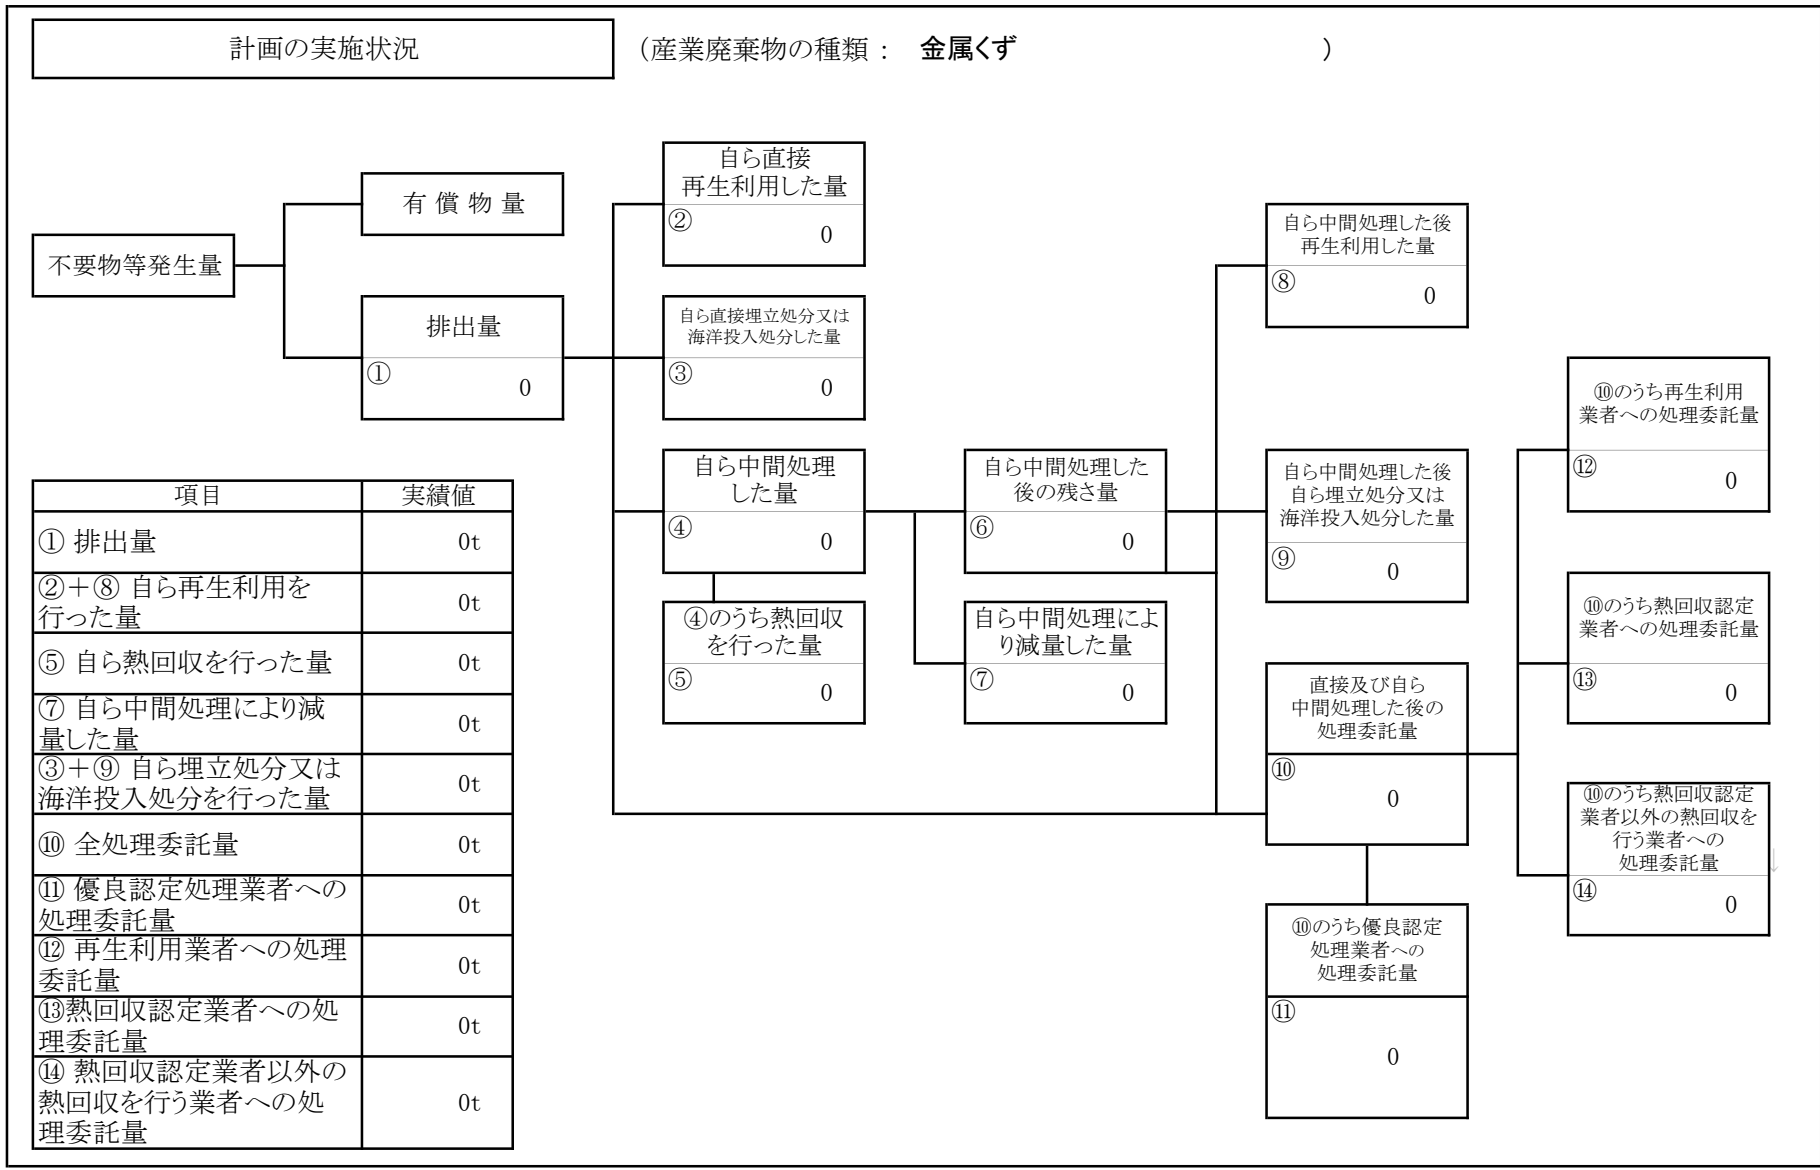 計画の実施状況
（産業廃棄物の種類： 金属くず ）
不要物等発生量
有 償 物 量
排出量
① 0
自ら直接
再生利用した量
② 0
自ら直接埋立処分又は
海洋投入処分した量
③ 0
自ら中間処理
した量
④ 0
④のうち熱回収
を行った量
⑤ 0
自ら中間処理した
後の残さ量
⑥ 0
自ら中間処理によ
り減量した量
⑦ 0
自ら中間処理した後
再生利用した量
⑧ 0
自ら中間処理した後
自ら埋立処分又は
海洋投入処分した量
⑨ 0
直接及び自ら
中間処理した後の
処理委託量
⑩ 0
⑩のうち優良認定
処理業者への
処理委託量
⑪ 0
⑩のうち再生利用
業者への処理委託量
⑫ 0
⑩のうち熱回収認定
業者への処理委託量
⑬ 0
⑩のうち熱回収認定
業者以外の熱回収を
行う業者への
処理委託量
↓
⑭ 0
項目 実績値
① 排出量 0t
②＋⑧ 自ら再生利用を
行った量 0t
⑤ 自ら熱回収を行った量 0t
⑦ 自ら中間処理により減
量した量 0t
③＋⑨ 自ら埋立処分又は
海洋投入処分を行った量 0t
⑩ 全処理委託量 0t
⑪ 優良認定処理業者への
処理委託量 0t
⑫ 再生利用業者への処理
委託量 0t
⑬熱回収認定業者への処
理委託量 0t
⑭ 熱回収認定業者以外の
熱回収を行う業者への処
理委託量 0t